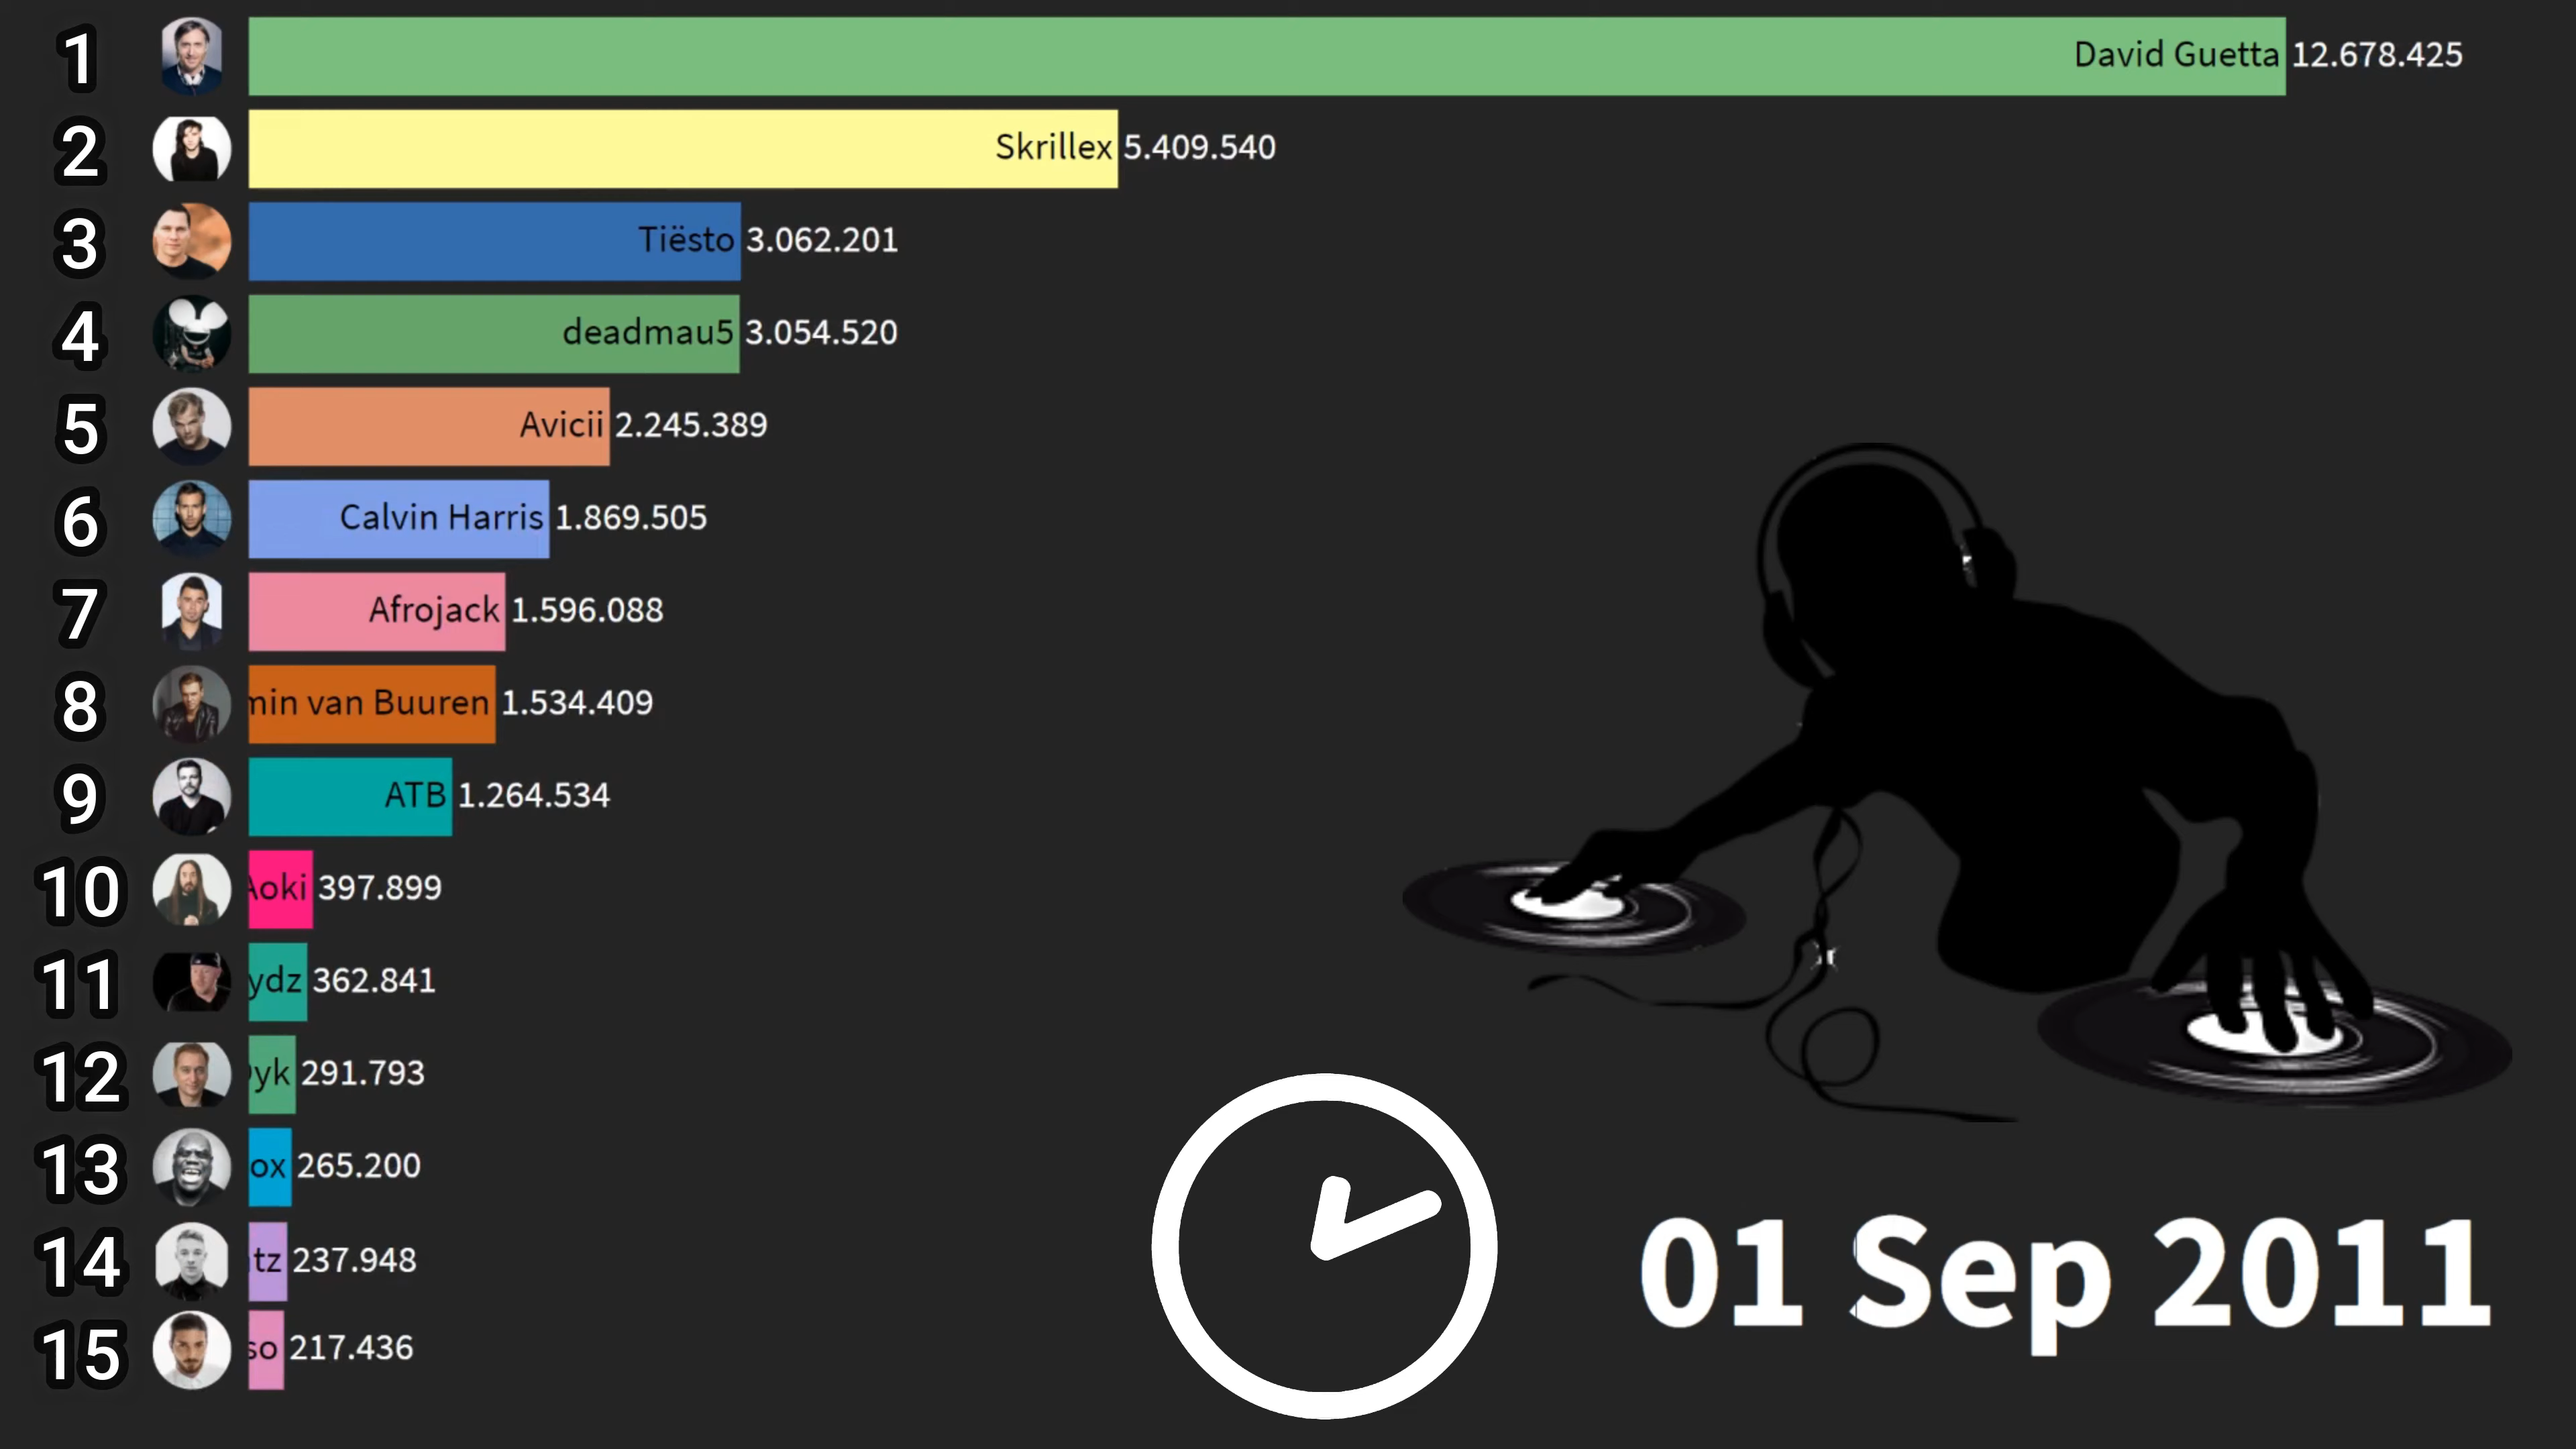 1 David Guetta 12.678.425
2 Skrillex 5.409.540
3 Tiësto 3.062.201
4 deadmau5 3.054.520
5 Avicii 2.245.389
6 Calvin Harris 1.869.505
7 Afrojack 1.596.088
8 min van Buuren 1.534.409
9 ATB 1.264.534
10 Aoki 397.899
11 ydz 362.841
12 yk 291.793
13 ox 265.200
14 tz 237.948
15 so 217.436
01 Sep 2011